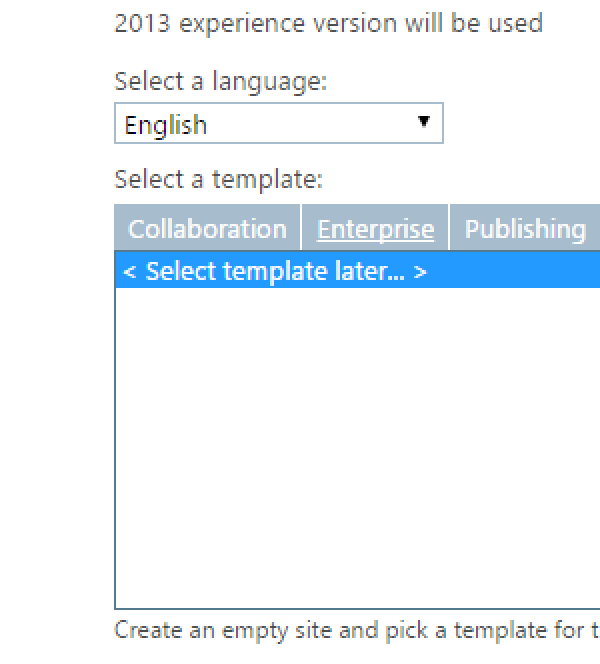 2013 experience version will be used
Select a language:
English
Select a template:
Collaboration Enterprise Publishing
< Select template later... >
Create an empty site and pick a template for t